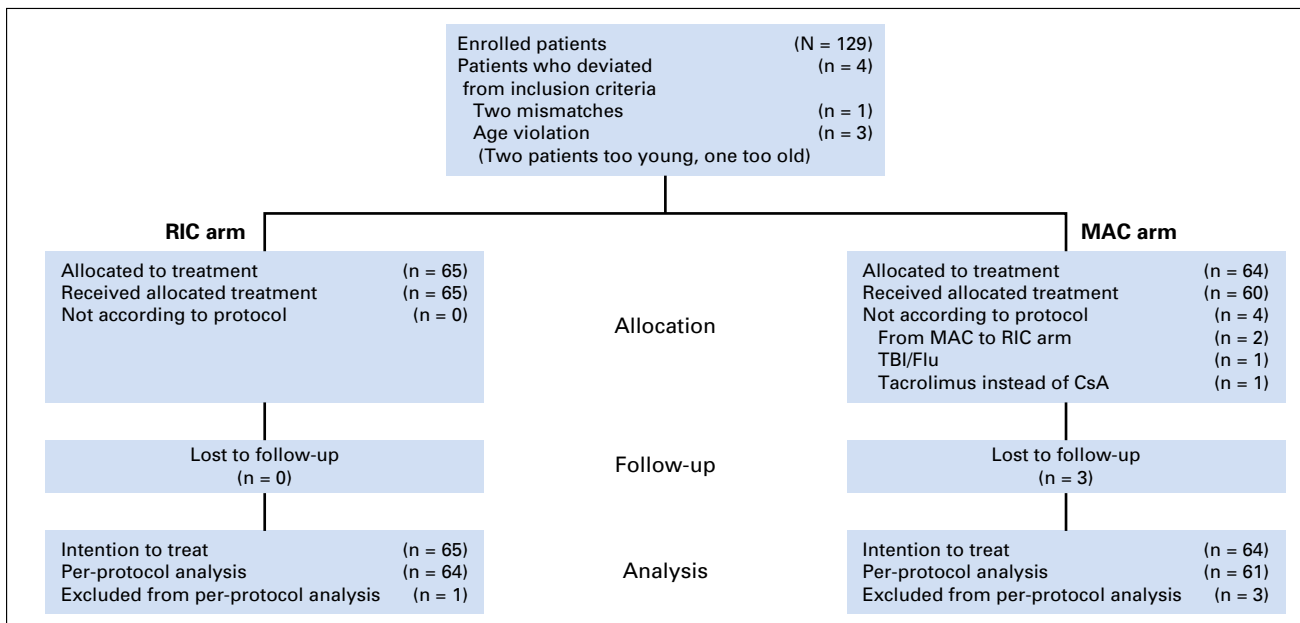 Enrolled patients (N = 129)
Patients who deviated (n = 4)
from inclusion criteria
Two mismatches (n = 1)
Age violation (n = 3)
(Two patients too young, one too old)
RIC arm
MAC arm
Allocated to treatment (n = 65)
Received allocated treatment (n = 65)
Not according to protocol (n = 0)
Allocation
Allocated to treatment (n = 64)
Received allocated treatment (n = 60)
Not according to protocol (n = 4)
From MAC to RIC arm (n = 2)
TBI/Flu (n = 1)
Tacrolimus instead of CsA (n = 1)
Lost to follow-up
(n = 0)
Follow-up
Lost to follow-up
(n = 3)
Intention to treat (n = 65)
Per-protocol analysis (n = 64)
Excluded from per-protocol analysis (n = 1)
Analysis
Intention to treat (n = 64)
Per-protocol analysis (n = 61)
Excluded from per-protocol analysis (n = 3)